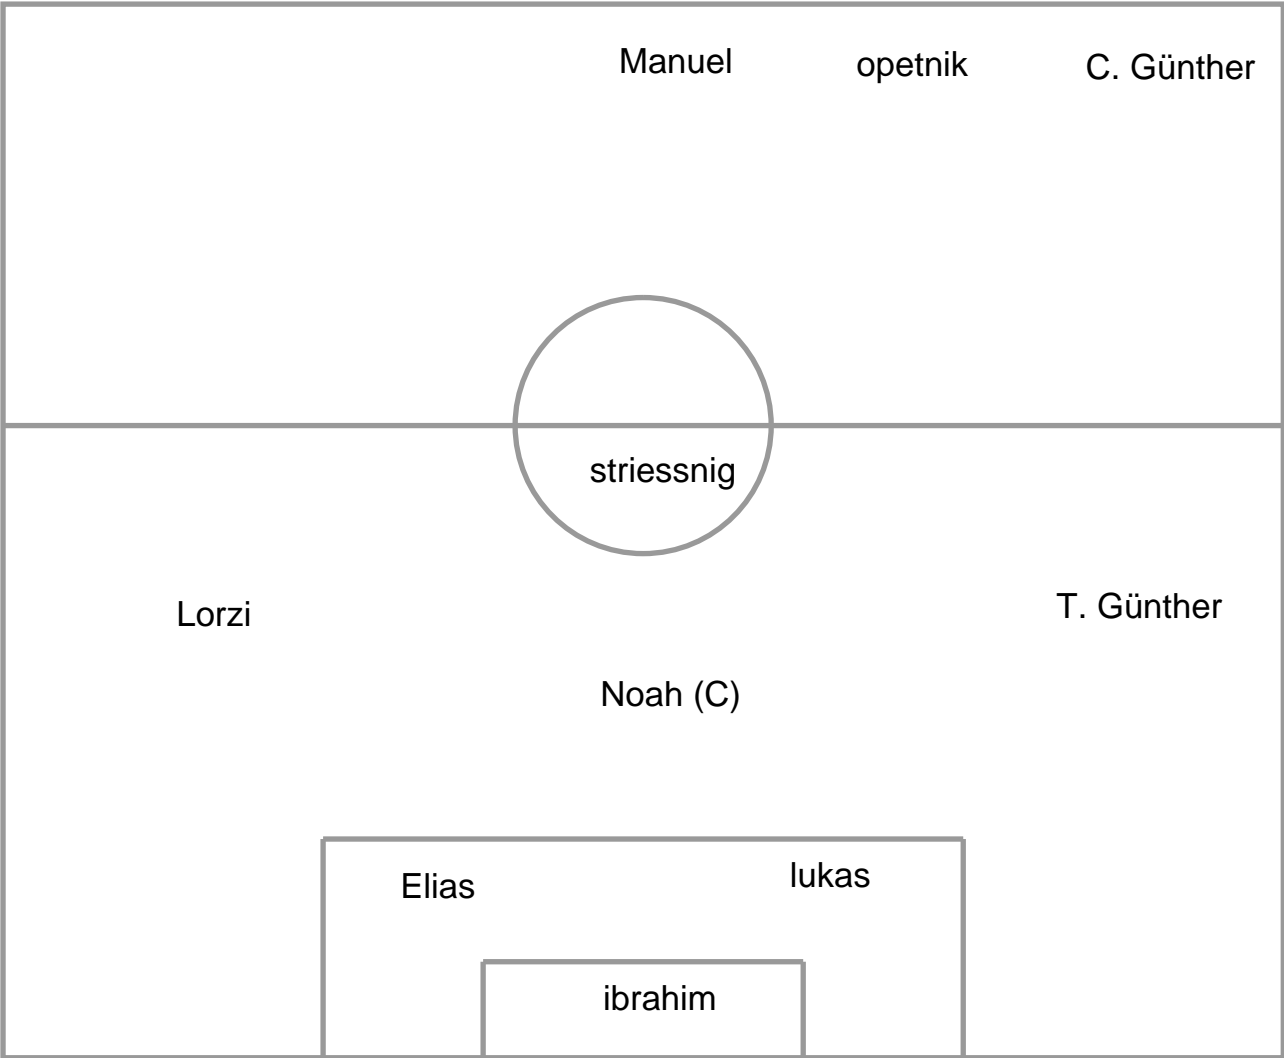 Manuel opetnik C. Günther
striessnig
Lorzi T. Günther
Noah (C)
Elias lukas
ibrahim